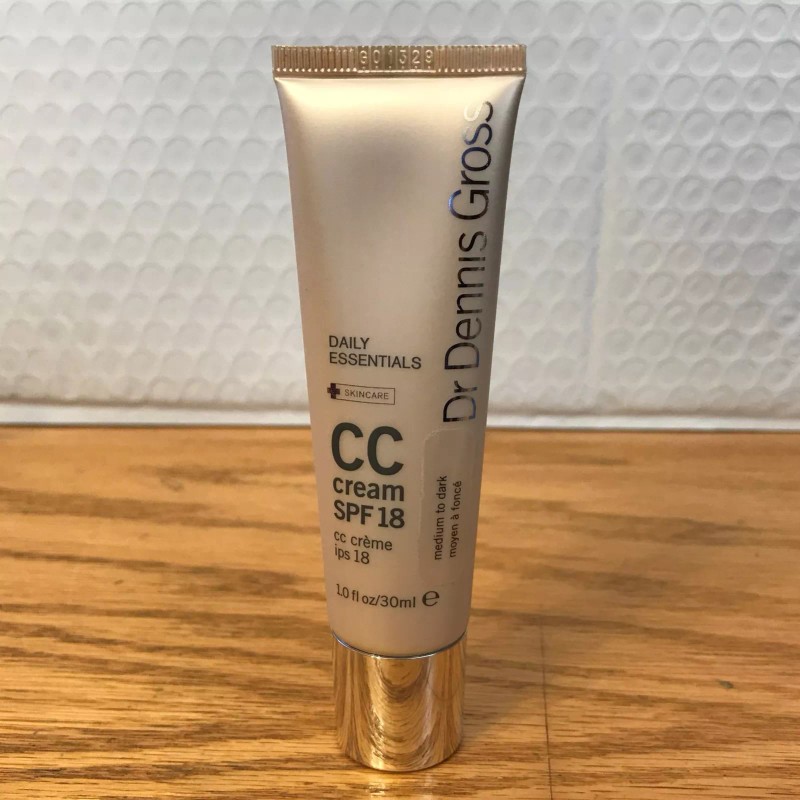 GC1329
Dr Dennis Gross
DAILY
ESSENTIALS
SKINCARE
CC
cream
SPF 18
cc crème
ips 18
medium to dark
moyen à foncé
1.0 fl oz/30ml ℮